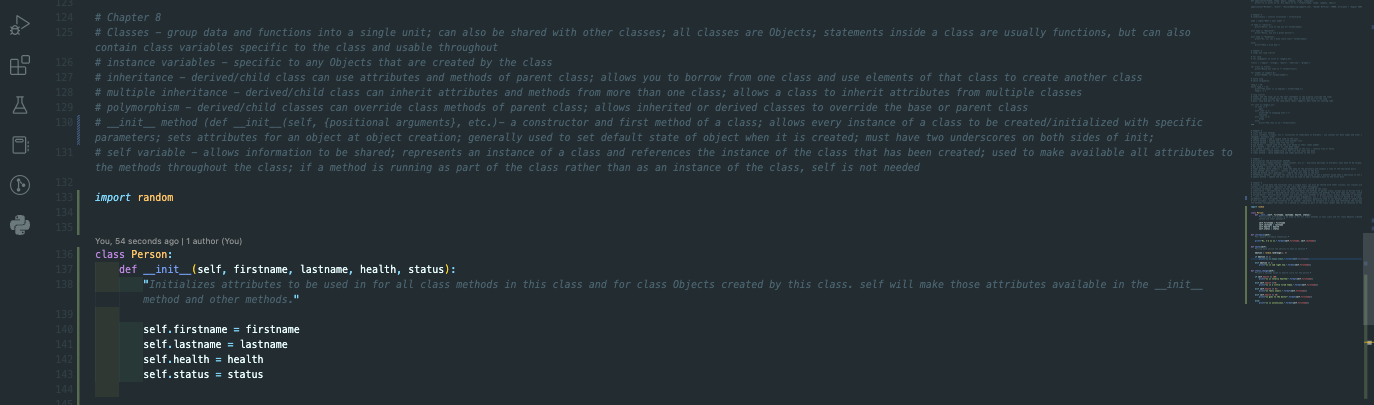 123
124 # Chapter 8
125 # Classes – group data and functions into a single unit; can also be shared with other classes; all classes are Objects; statements inside a class are usually functions, but can also
contain class variables specific to the class and usable throughout
126 # instance variables – specific to any Objects that are created by the class
127 # inheritance – derived/child class can use attributes and methods of parent class; allows you to borrow from one class and use elements of that class to create another class
128 # multiple inheritance – derived/child class can inherit attributes and methods from more than one class; allows a class to inherit attributes from multiple classes
129 # polymorphism – derived/child classes can override class methods of parent class; allows inherited or derived classes to override the base or parent class
130 # __init__ method (def __init__(self, {positional arguments}, etc.)– a constructor and first method of a class; allows every instance of a class to be created/initialized with specific
parameters; sets attributes for an object at object creation; generally used to set default state of object when it is created; must have two underscores on both sides of init;
131 # self variable – allows information to be shared; represents an instance of a class and references the instance of the class that has been created; used to make available all attributes to
the methods throughout the class; if a method is running as part of the class rather than as an instance of the class, self is not needed
132
133 import random
134
135
You, 54 seconds ago | 1 author (You)
136 class Person:
137 def __init__(self, firstname, lastname, health, status):
138 "Initializes attributes to be used in for all class methods in this class and for class Objects created by this class. self will make those attributes available in the __init__
method and other methods."
139
140 self.firstname = firstname
141 self.lastname = lastname
142 self.health = health
143 self.status = status
144
145